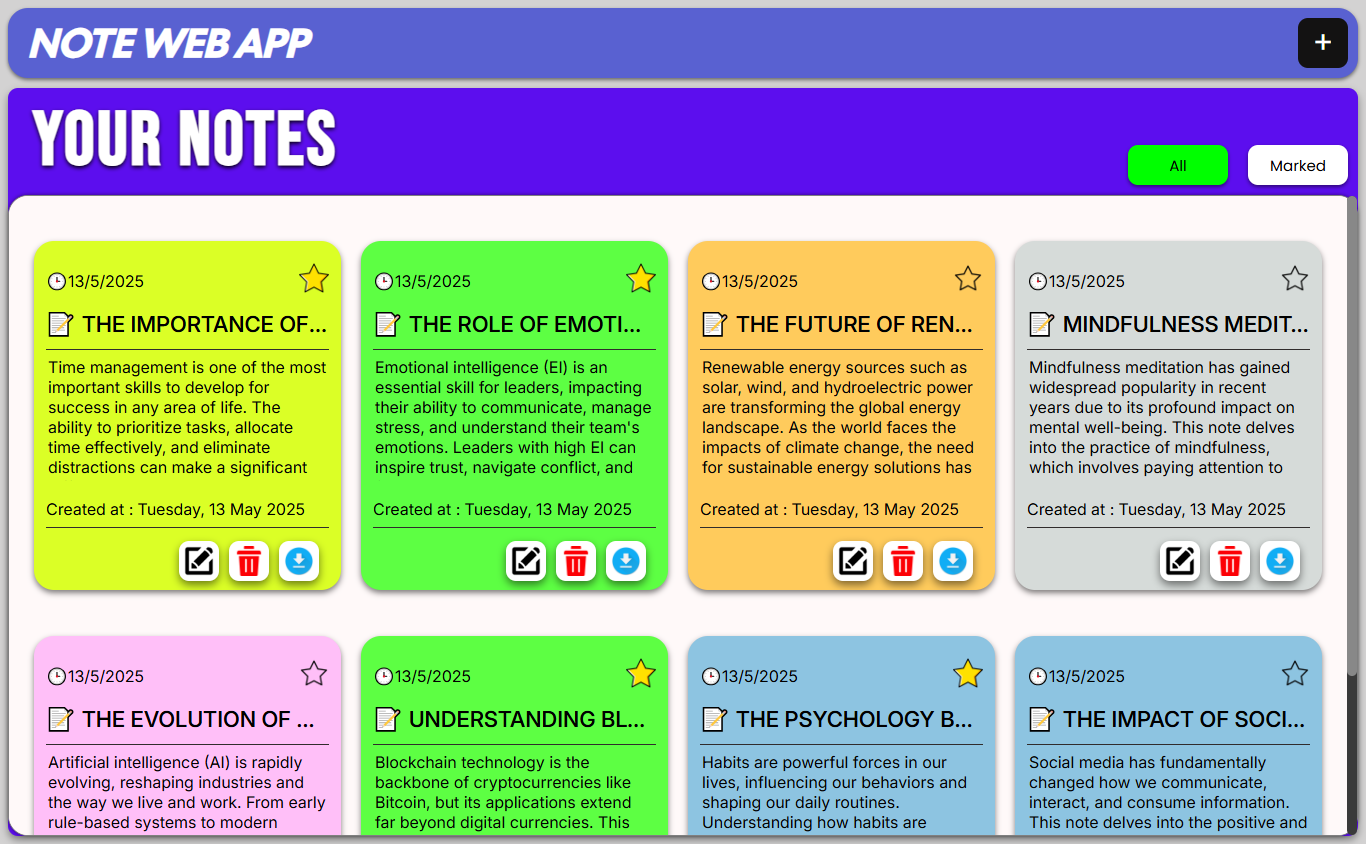 NOTE WEB APP
+
YOUR NOTES
All
Marked
13/5/2025
THE IMPORTANCE OF...
Time management is one of the most
important skills to develop for
success in any area of life. The
ability to prioritize tasks, allocate
time effectively, and eliminate
distractions can make a significant
Created at : Tuesday, 13 May 2025
13/5/2025
THE ROLE OF EMOTI...
Emotional intelligence (EI) is an
essential skill for leaders, impacting
their ability to communicate, manage
stress, and understand their team's
emotions. Leaders with high EI can
inspire trust, navigate conflict, and
Created at : Tuesday, 13 May 2025
13/5/2025
THE FUTURE OF REN...
Renewable energy sources such as
solar, wind, and hydroelectric power
are transforming the global energy
landscape. As the world faces the
impacts of climate change, the need
for sustainable energy solutions has
Created at : Tuesday, 13 May 2025
13/5/2025
MINDFULNESS MEDIT...
Mindfulness meditation has gained
widespread popularity in recent
years due to its profound impact on
mental well-being. This note delves
into the practice of mindfulness,
which involves paying attention to
Created at : Tuesday, 13 May 2025
13/5/2025
THE EVOLUTION OF ...
Artificial intelligence (AI) is rapidly
evolving, reshaping industries and
the way we live and work. From early
rule-based systems to modern
13/5/2025
UNDERSTANDING BL...
Blockchain technology is the
backbone of cryptocurrencies like
Bitcoin, but its applications extend
far beyond digital currencies. This
13/5/2025
THE PSYCHOLOGY B...
Habits are powerful forces in our
lives, influencing our behaviors and
shaping our daily routines.
Understanding how habits are
13/5/2025
THE IMPACT OF SOCI...
Social media has fundamentally
changed how we communicate,
interact, and consume information.
This note delves into the positive and